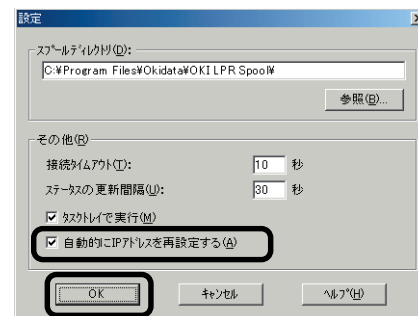 設定
ｽﾌﾟｰﾙﾃﾞｨﾚｸﾄﾘ(D):
C:¥Program Files¥Okidata¥OKI LPR Spool¥
参照(B)...
その他(R)
接続ﾀｲﾑｱｳﾄ(T): 10 秒
ｽﾃｰﾀｽの更新間隔(U): 30 秒
ﾀｽｸﾄﾚｲで実行(M)
自動的にIPｱﾄﾞﾚｽを再設定する(A)
OK ｷｬﾝｾﾙ ﾍﾙﾌﾟ(H)